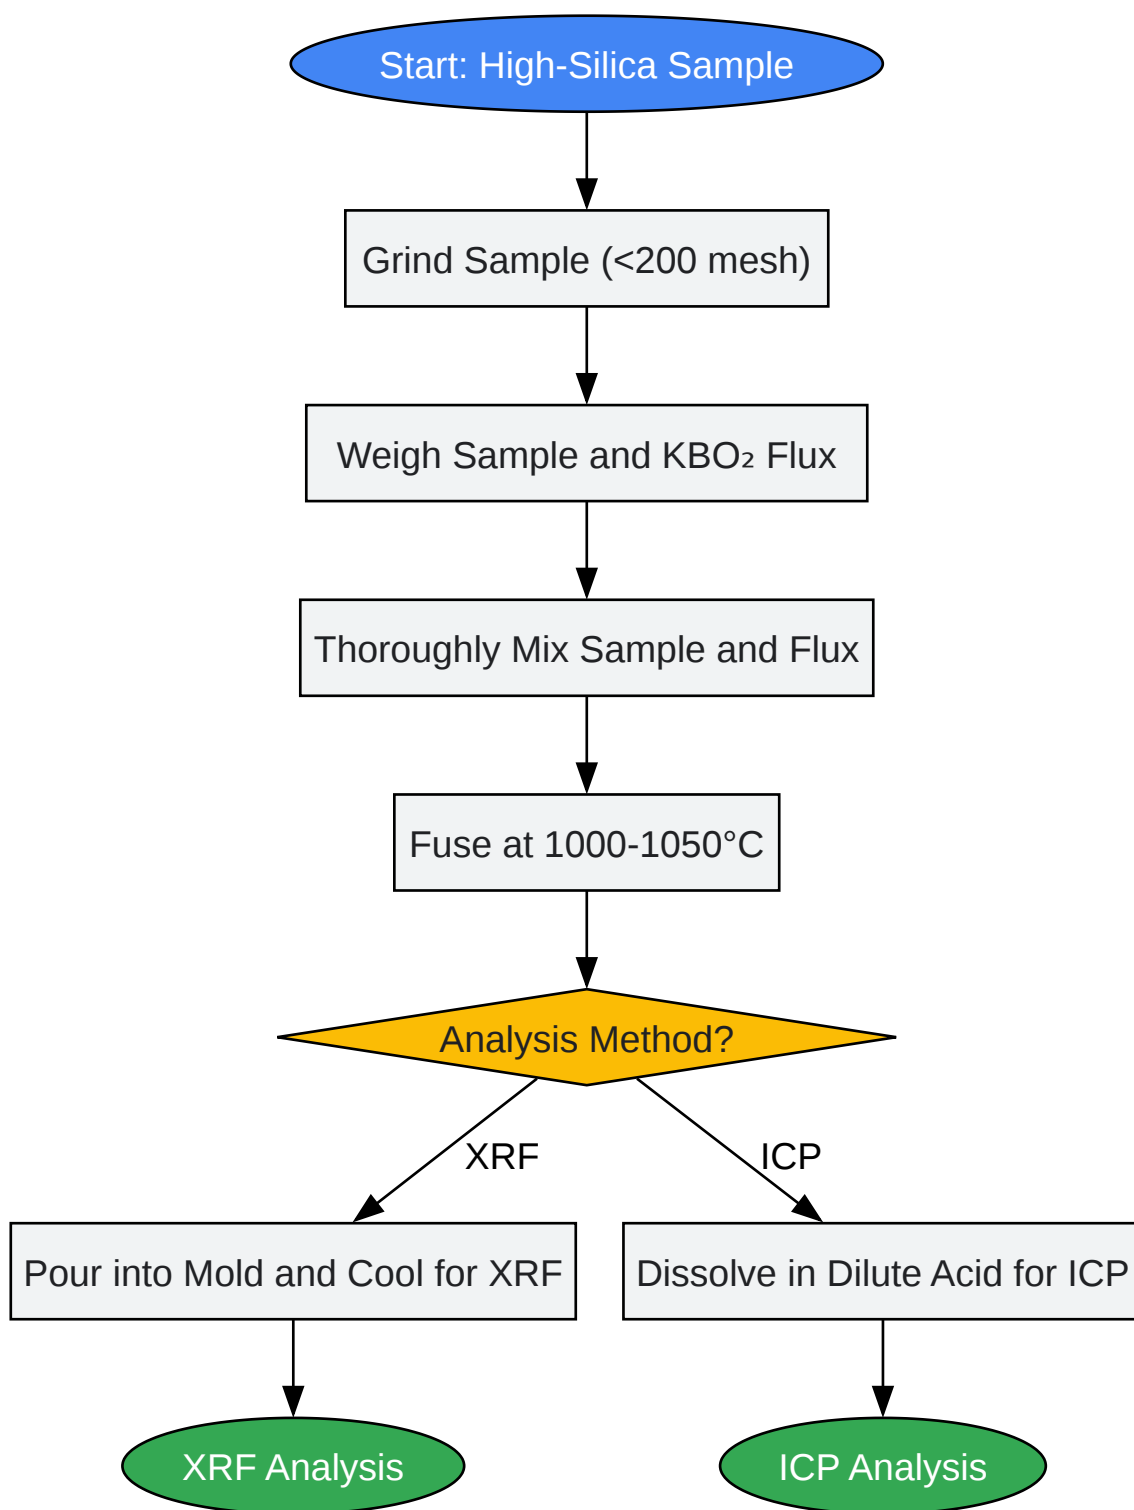 Start: High-Silica Sample
Grind Sample (<200 mesh)
Weigh Sample and KBO₂ Flux
Thoroughly Mix Sample and Flux
Fuse at 1000-1050°C
Analysis Method?
XRF
ICP
Pour into Mold and Cool for XRF
Dissolve in Dilute Acid for ICP
XRF Analysis
ICP Analysis